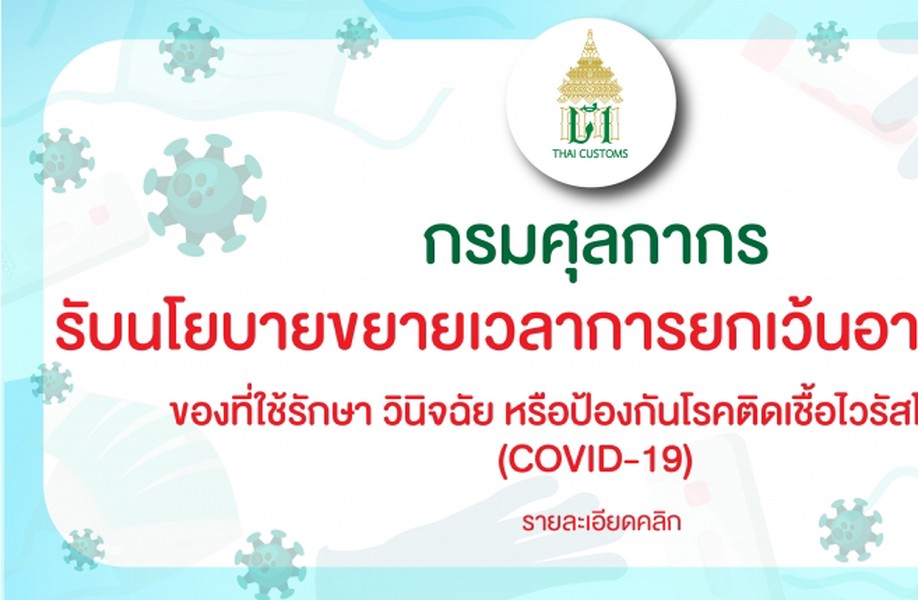 THAI CUSTOMS
กรมศุลกากร
รับนโยบายขยายเวลาการยกเว้นอา
ของที่ใช้รักษา วินิจฉัย หรือป้องกันโรคติดเชื้อไวรัส
(COVID-19)
รายละเอียดคลิก